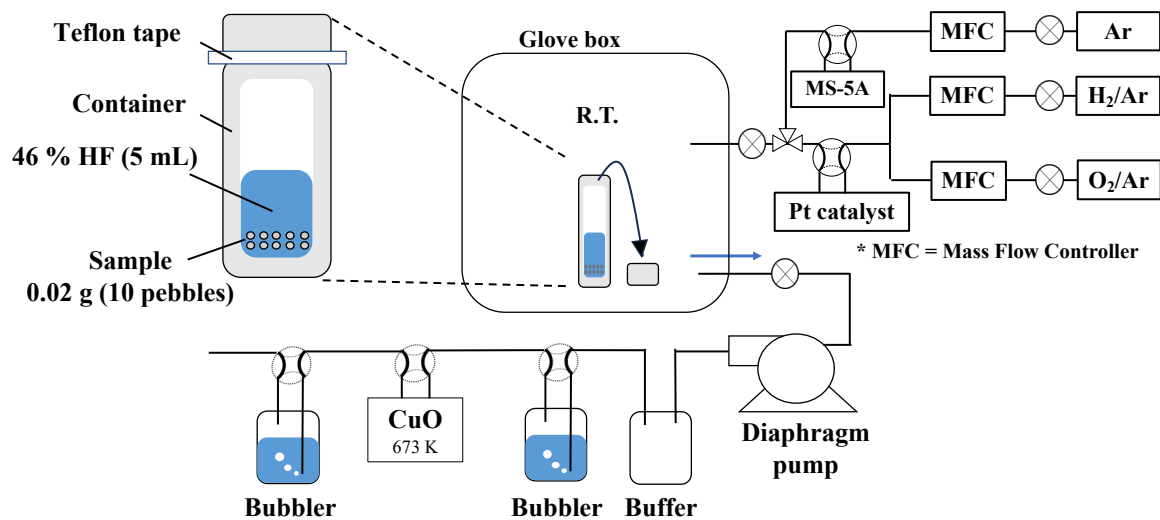 Teflon tape
Container
46 % HF (5 mL)
Sample
0.02 g (10 pebbles)
Glove box
R.T.
MS-5A
MFC
Ar
MFC
H₂/Ar
MFC
O₂/Ar
Pt catalyst
* MFC = Mass Flow Controller
Bubbler
CuO
673 K
Bubbler
Buffer
Diaphragm
pump